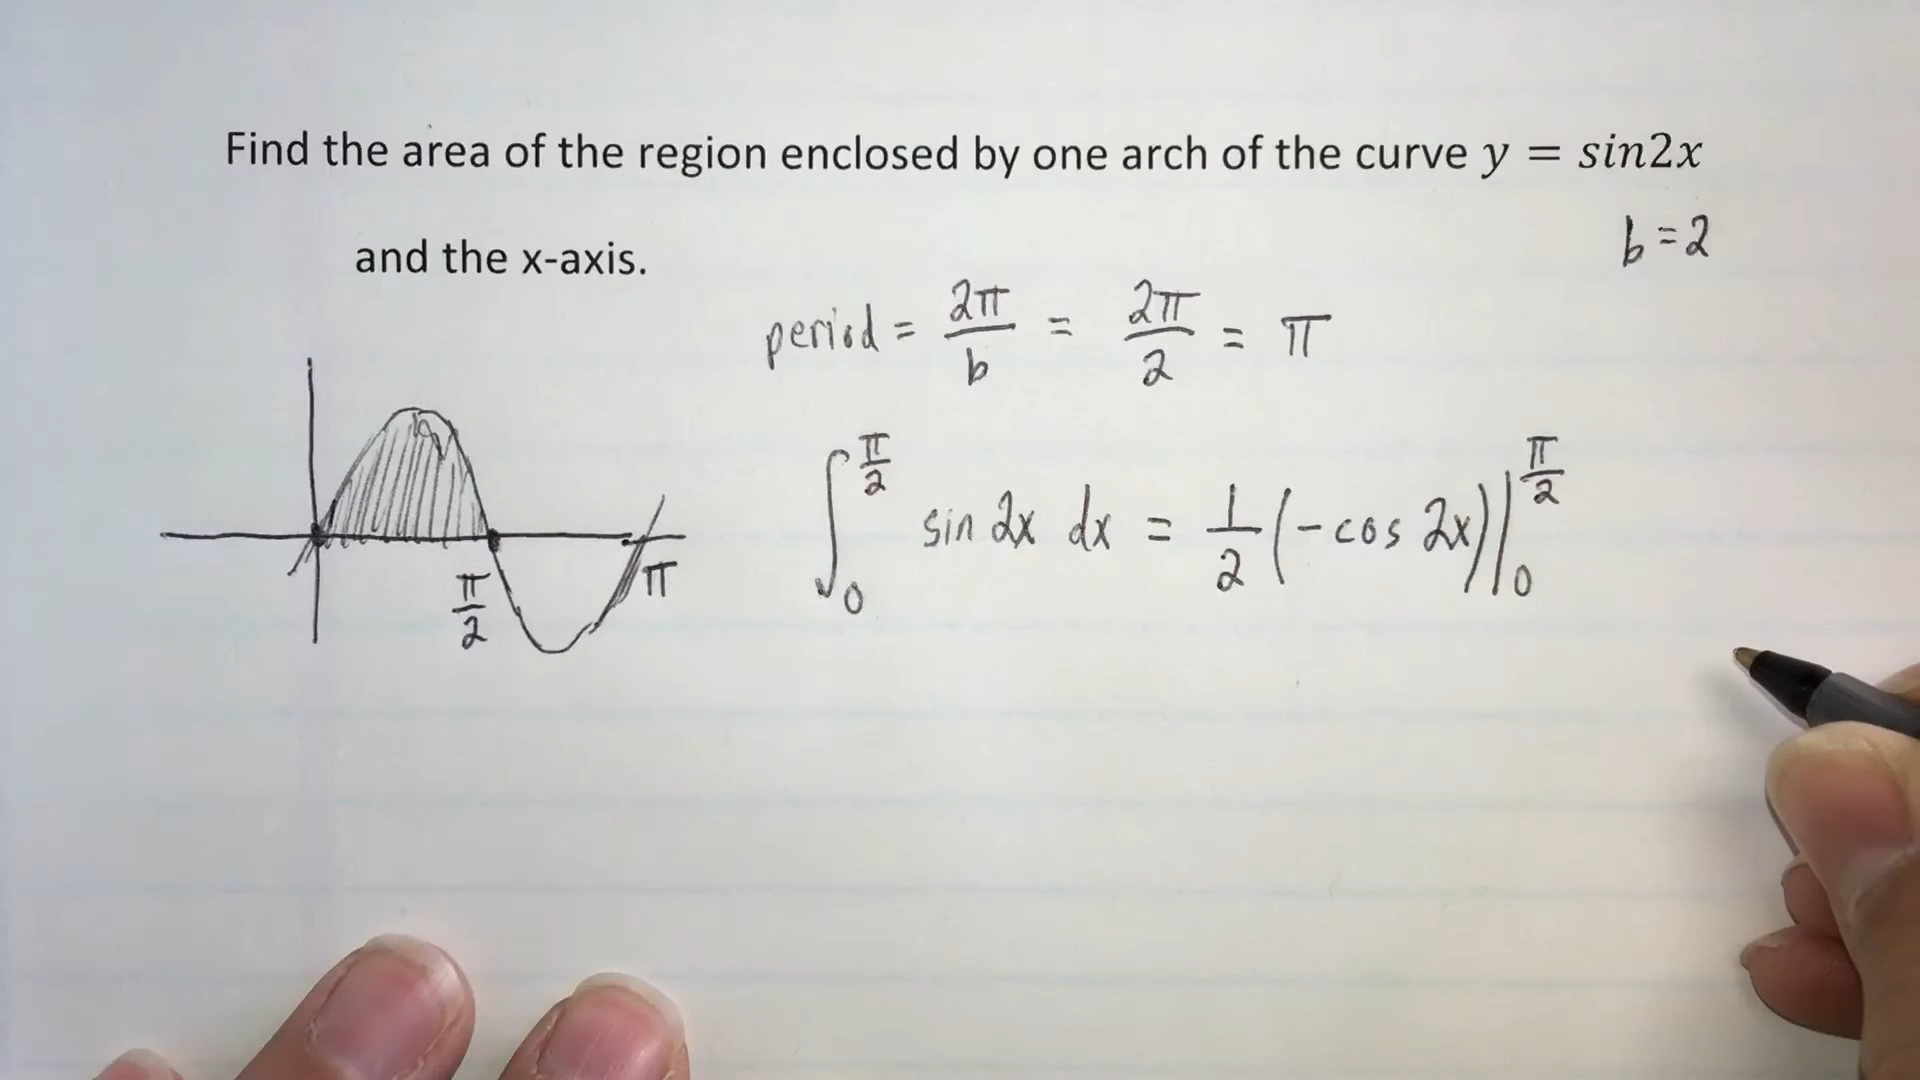 Find the area of the region enclosed by one arch of the curve y = sin2x
b = 2
and the x-axis.
period = 2π/b = 2π/2 = π
∫₀^(π/2) sin 2x dx = 1/2 (-cos 2x) |₀^(π/2)
π/2
π